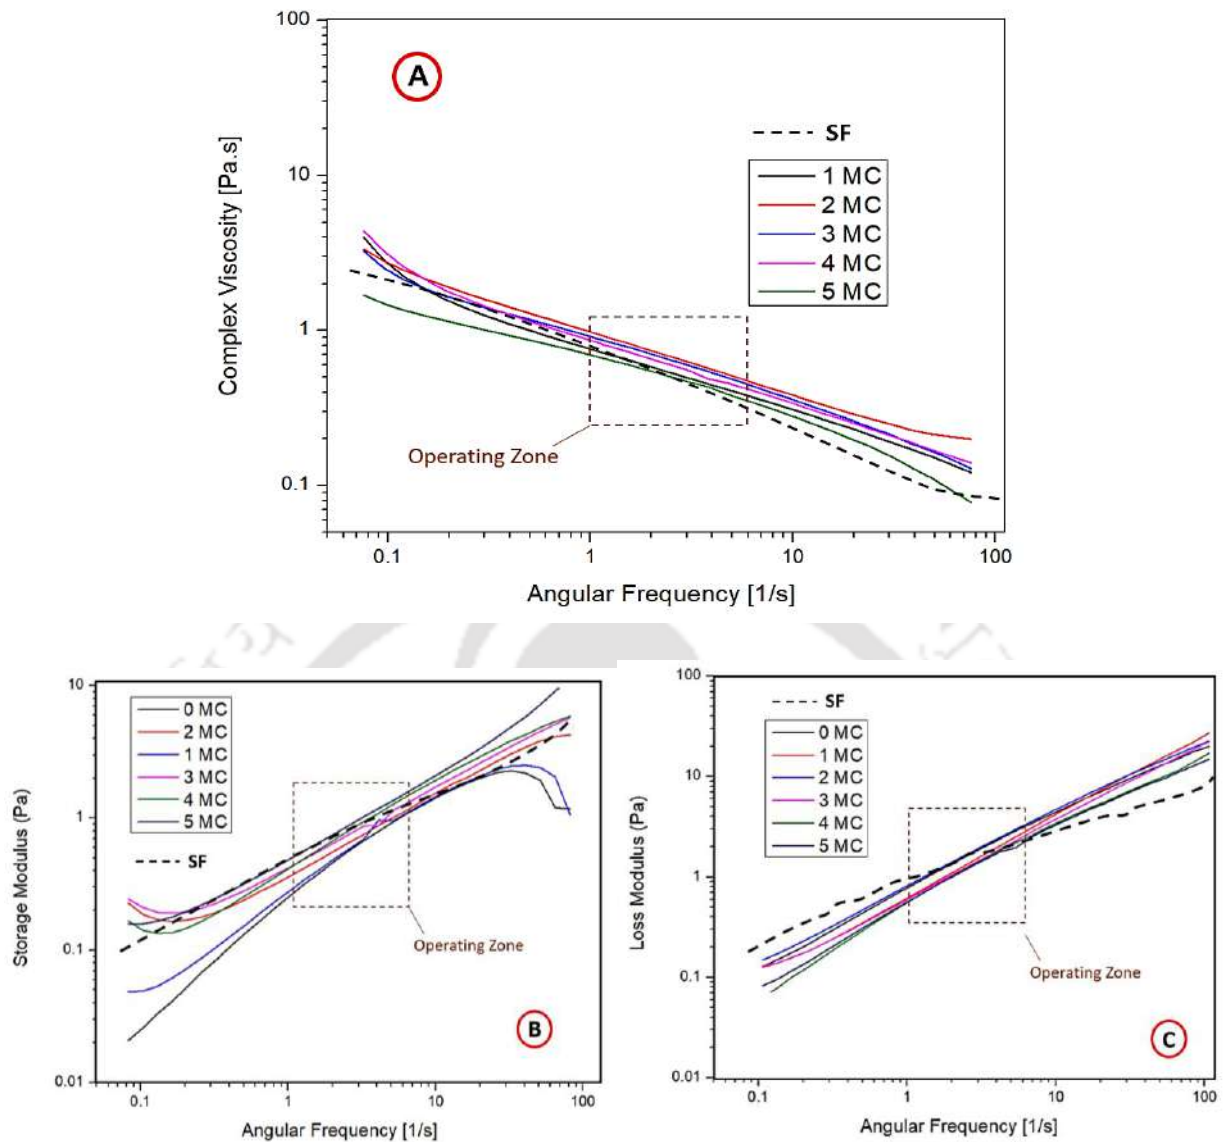 100
10
1
0.1
Complex Viscosity [Pa.s]
A
SF
1 MC
2 MC
3 MC
4 MC
5 MC
Operating Zone
0.1
1
10
100
Angular Frequency [1/s]
10
1
0.1
0.01
Storage Modulus (Pa)
0 MC
2 MC
1 MC
3 MC
4 MC
5 MC
SF
Operating Zone
B
0.1
1
10
100
Angular Frequency [1/s]
100
10
1
0.1
0.01
Loss Modulus (Pa)
SF
0 MC
1 MC
2 MC
3 MC
4 MC
5 MC
Operating Zone
C
0.1
1
10
100
Angular Frequency [1/s]